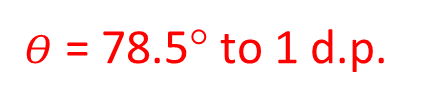 θ = 78.5° to 1 d.p.